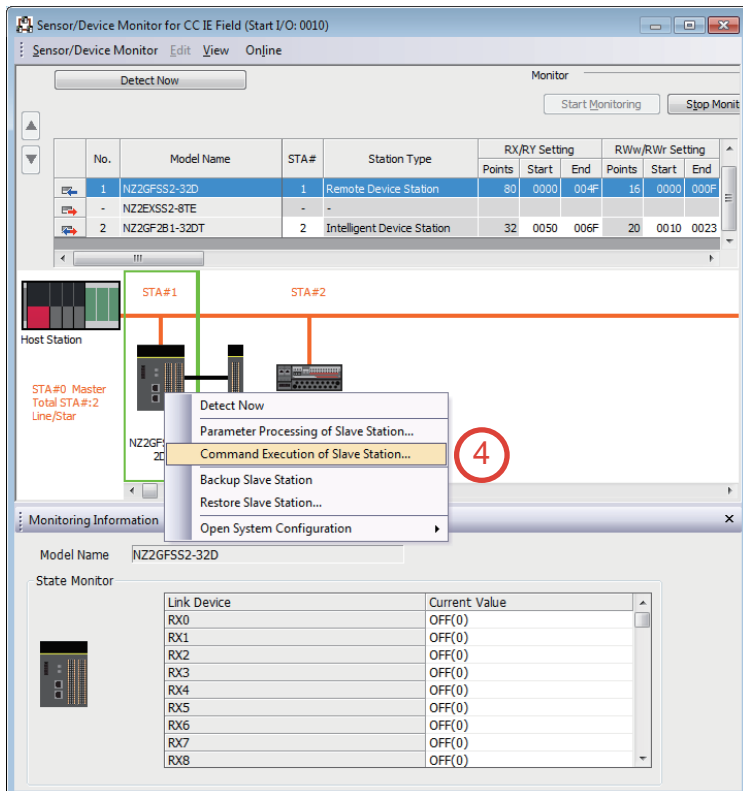 Sensor/Device Monitor for CC IE Field (Start I/O: 0010)
Sensor/Device Monitor Edit View Online
Detect Now
Monitor
Start Monitoring
Stop Monit
No. Model Name STA# Station Type RX/RY Setting RWw/RWr Setting
Points Start End Points Start End
1 NZ2GFSS2-32D 1 Remote Device Station 80 0000 004F 16 0000 000F
- NZ2EXSS2-8TE - -
2 NZ2GF2B1-32DT 2 Intelligent Device Station 32 0050 006F 20 0010 0023
STA#1 STA#2
Host Station
STA#0 Master
Total STA#:2
Line/Star
NZ2GF
2D
Detect Now
Parameter Processing of Slave Station...
Command Execution of Slave Station...
4
Backup Slave Station
Restore Slave Station...
Open System Configuration
Monitoring Information
Model Name NZ2GFSS2-32D
State Monitor
Link Device Current Value
RX0 OFF(0)
RX1 OFF(0)
RX2 OFF(0)
RX3 OFF(0)
RX4 OFF(0)
RX5 OFF(0)
RX6 OFF(0)
RX7 OFF(0)
RX8 OFF(0)